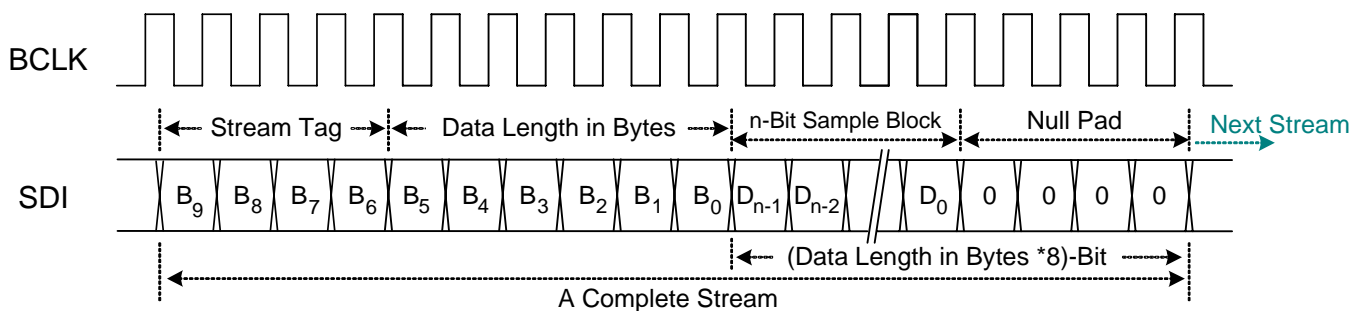 BCLK
Stream Tag Data Length in Bytes n-Bit Sample Block Null Pad Next Stream
SDI B9 B8 B7 B6 B5 B4 B3 B2 B1 B0 Dn-1 Dn-2 D0 0 0 0 0
(Data Length in Bytes *8)-Bit
A Complete Stream